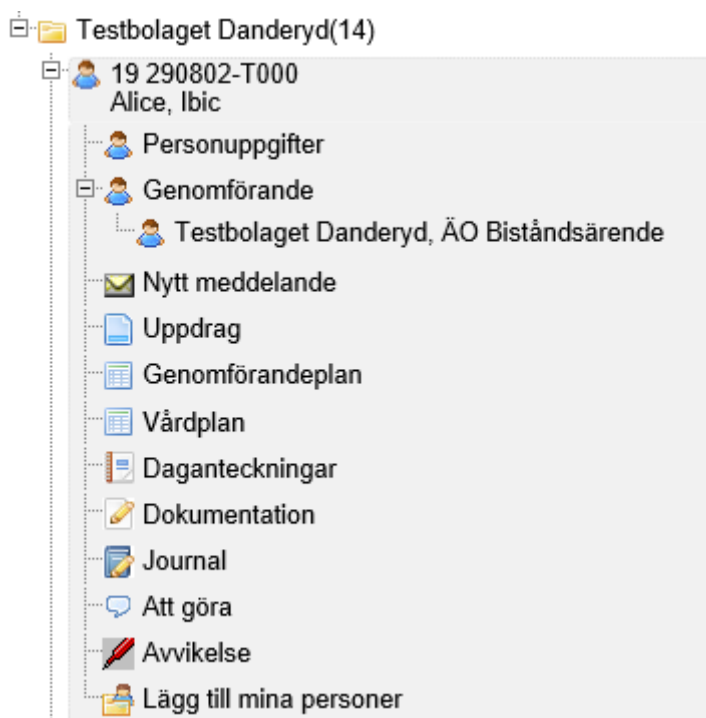 Testbolaget Danderyd(14)
19 290802-T000
Alice, Ibic
Personuppgifter
Genomförande
Testbolaget Danderyd, ÄO Biståndsärende
Nytt meddelande
Uppdrag
Genomförandeplan
Vårdplan
Daganteckningar
Dokumentation
Journal
Att göra
Avvikelse
Lägg till mina personer